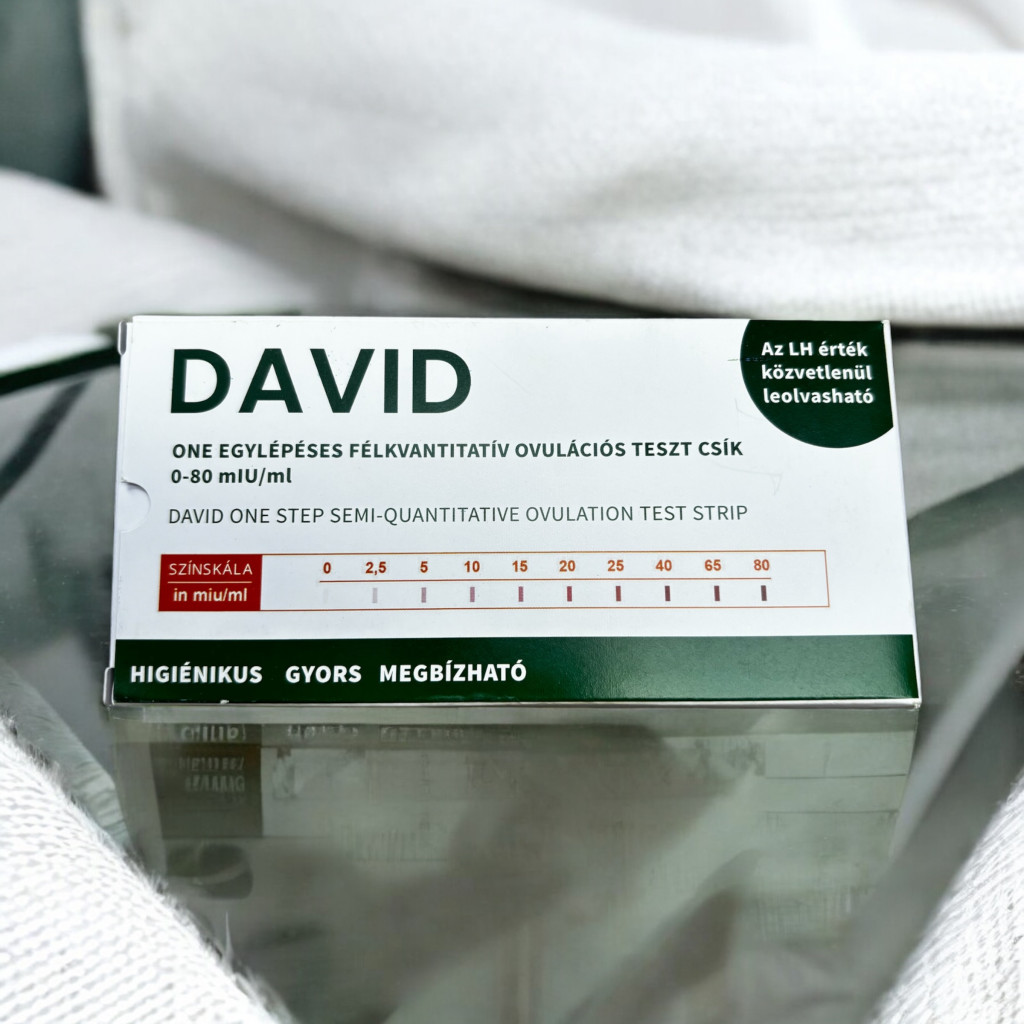 DAVID
Az LH érték
közvetlenül
leolvasható
ONE EGYLÉPÉSES FÉLKVANTITATÍV OVULÁCIÓS TESZT CSÍK
0-80 mIU/ml
DAVID ONE STEP SEMI-QUANTITATIVE OVULATION TEST STRIP
SZÍNSKÁLA
in miu/ml
0 2,5 5 10 15 20 25 40 65 80
HIGIÉNIKUS GYORS MEGBÍZHATÓ